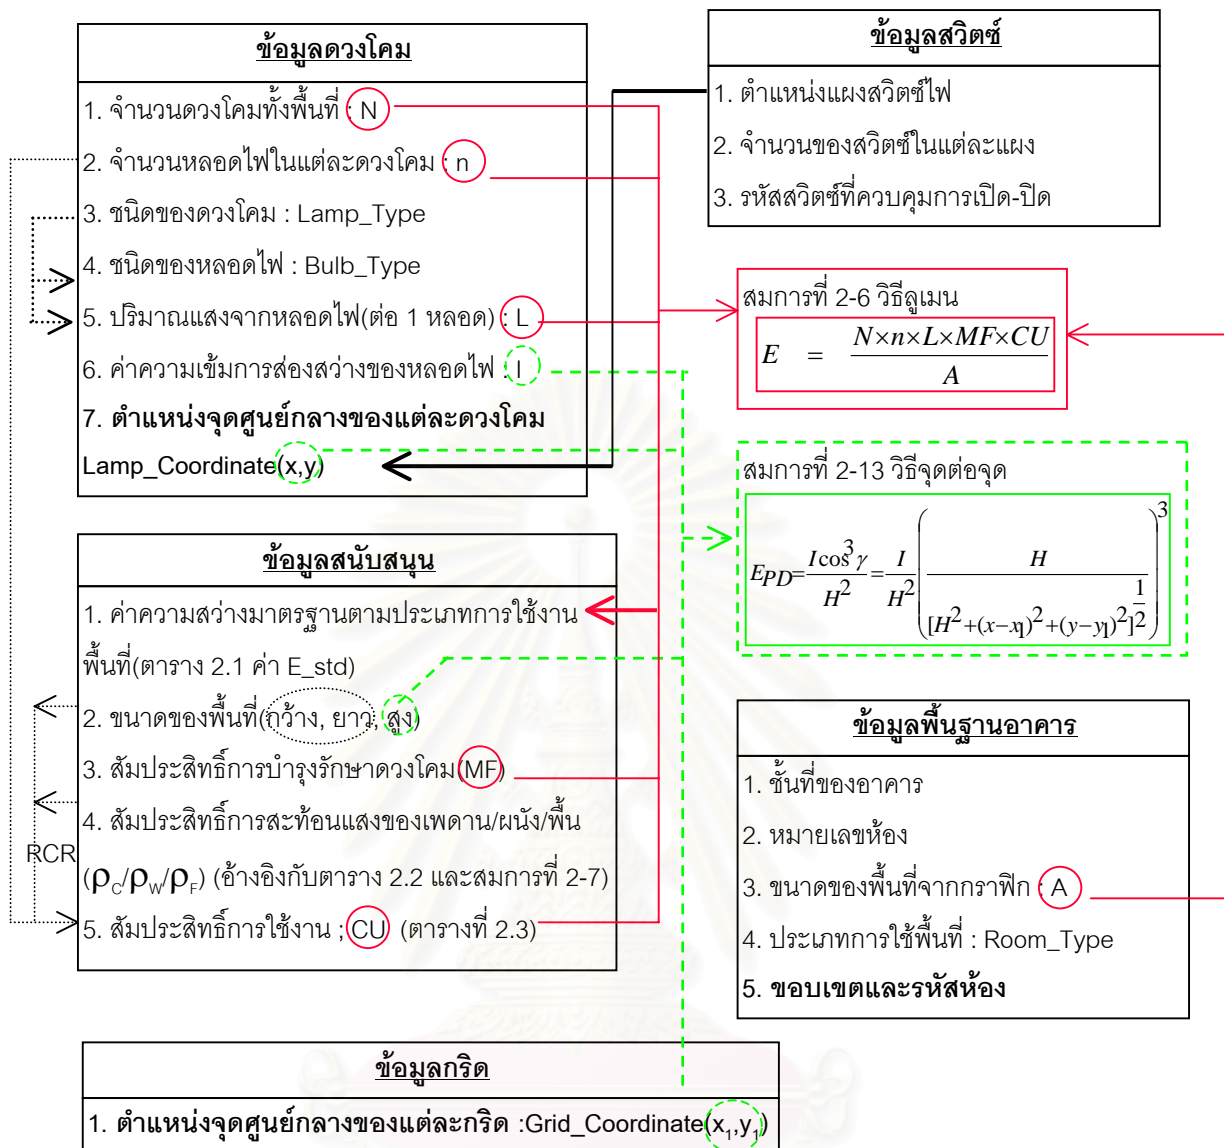 ข้อมูลดวงโคม
1. จำนวนดวงโคมทั้งพื้นที่ : N
2. จำนวนหลอดไฟในแต่ละดวงโคม : n
3. ชนิดของดวงโคม : Lamp_Type
4. ชนิดของหลอดไฟ : Bulb_Type
5. ปริมาณแสงจากหลอดไฟ(ต่อ 1 หลอด) : L
6. ค่าความเข้มการส่องสว่างของหลอดไฟ : I
7. ตำแหน่งจุดศูนย์กลางของแต่ละดวงโคม
Lamp_Coordinate(x,y)
ข้อมูลสวิตซ์
1. ตำแหน่งแผงสวิตซ์ไฟ
2. จำนวนของสวิตซ์ในแต่ละแผง
3. รหัสสวิตซ์ที่ควบคุมการเปิด-ปิด
สมการที่ 2-6 วิธีลูเมน
E = N×n×L×MF×CU / A
สมการที่ 2-13 วิธีจุดต่อจุด
E_PD = I cos^3 γ / H^2 = I / H^2 ( H / [H^2+(x−x_1)^2+(y−y_1)^2]^(1/2) )^3
ข้อมูลสนับสนุน
1. ค่าความสว่างมาตรฐานตามประเภทการใช้งาน
พื้นที่(ตาราง 2.1 ค่า E_std)
2. ขนาดของพื้นที่(กว้าง, ยาว, สูง)
3. สัมประสิทธิ์การบำรุงรักษาดวงโคม(MF)
4. สัมประสิทธิ์การสะท้อนแสงของเพดาน/ผนัง/พื้น
RCR
(ρ_C/ρ_W/ρ_F) (อ้างอิงกับตาราง 2.2 และสมการที่ 2-7)
5. สัมประสิทธิ์การใช้งาน ; CU (ตารางที่ 2.3)
ข้อมูลพื้นฐานอาคาร
1. ชั้นที่ของอาคาร
2. หมายเลขห้อง
3. ขนาดของพื้นที่จากกราฟิก : A
4. ประเภทการใช้พื้นที่ : Room_Type
5. ขอบเขตและรหัสห้อง
ข้อมูลกริด
1. ตำแหน่งจุดศูนย์กลางของแต่ละกริด :Grid_Coordinate(x_1,y_1)